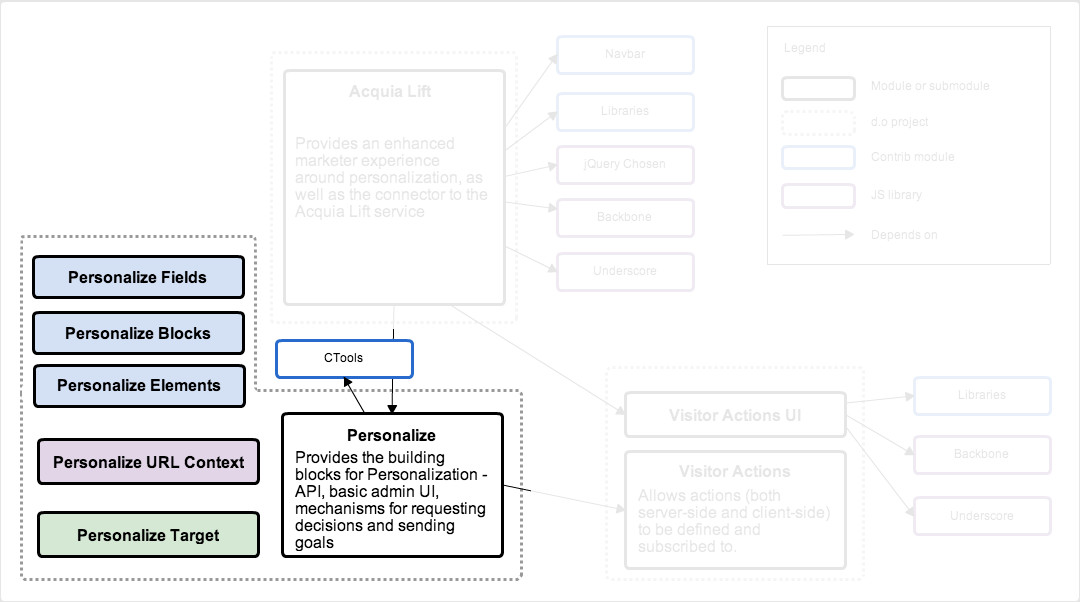 Acquia Lift
Provides an enhanced
marketer experience
around personalization, as
well as the connector to the
Acquia Lift service
Navbar
Libraries
jQuery Chosen
Backbone
Underscore
Legend
Module or submodule
d.o project
Contrib module
JS library
Depends on
Personalize Fields
Personalize Blocks
Personalize Elements
Personalize URL Context
Personalize Target
CTools
Personalize
Provides the building
blocks for Personalization -
API, basic admin UI,
mechanisms for requesting
decisions and sending
goals
Visitor Actions UI
Visitor Actions
Allows actions (both
server-side and client-side)
to be defined and
subscribed to.
Libraries
Backbone
Underscore